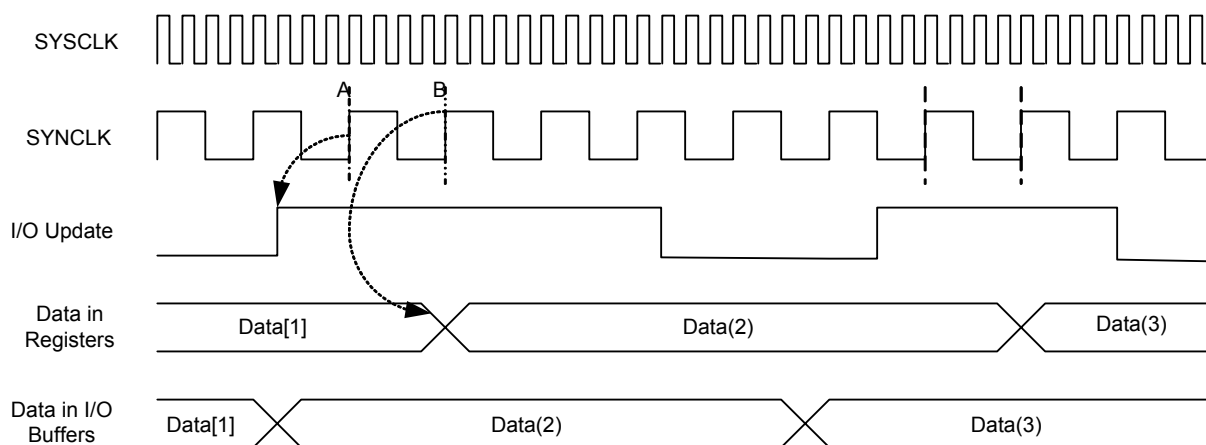 SYSCLK
A
B
SYNCLK
I/O Update
Data in
Registers
Data[1]
Data(2)
Data(3)
Data in I/O
Buffers
Data[1]
Data(2)
Data(3)